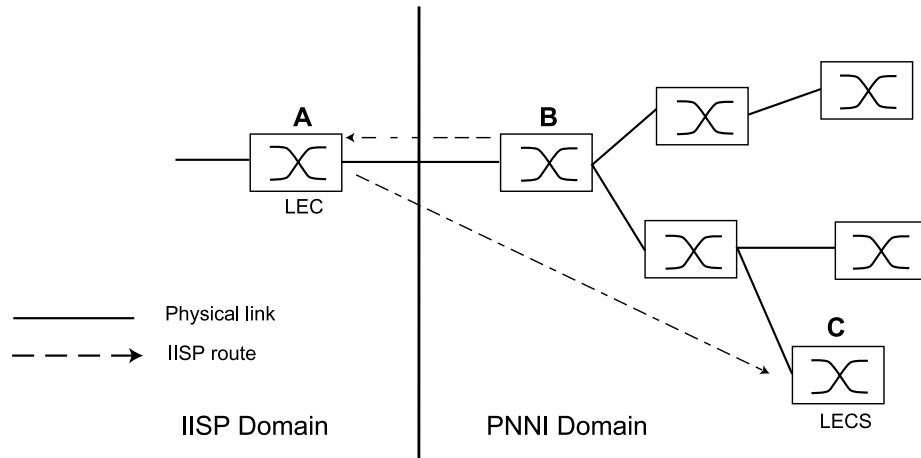 A
B
LEC
C
LECS
Physical link
IISP route
IISP Domain
PNNI Domain